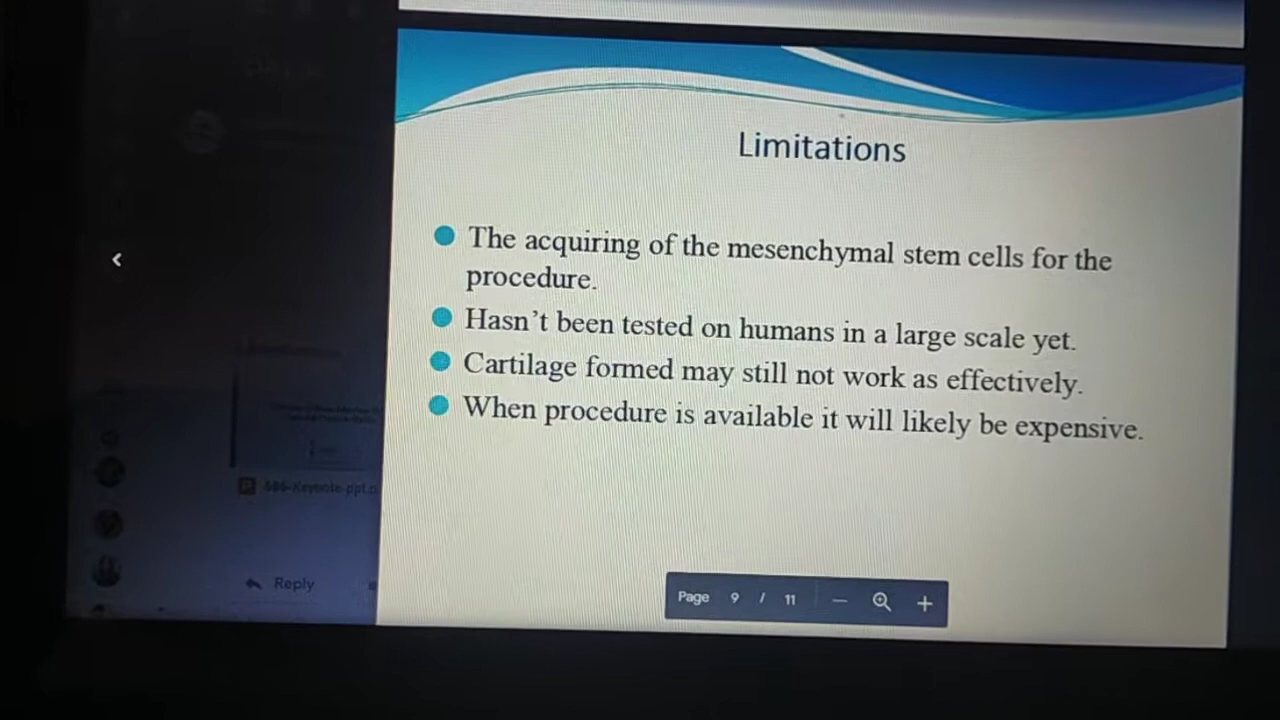 Limitations
The acquiring of the mesenchymal stem cells for the
procedure.
Hasn't been tested on humans in a large scale yet.
Cartilage formed may still not work as effectively.
When procedure is available it will likely be expensive.
Reply
Page 9 / 11